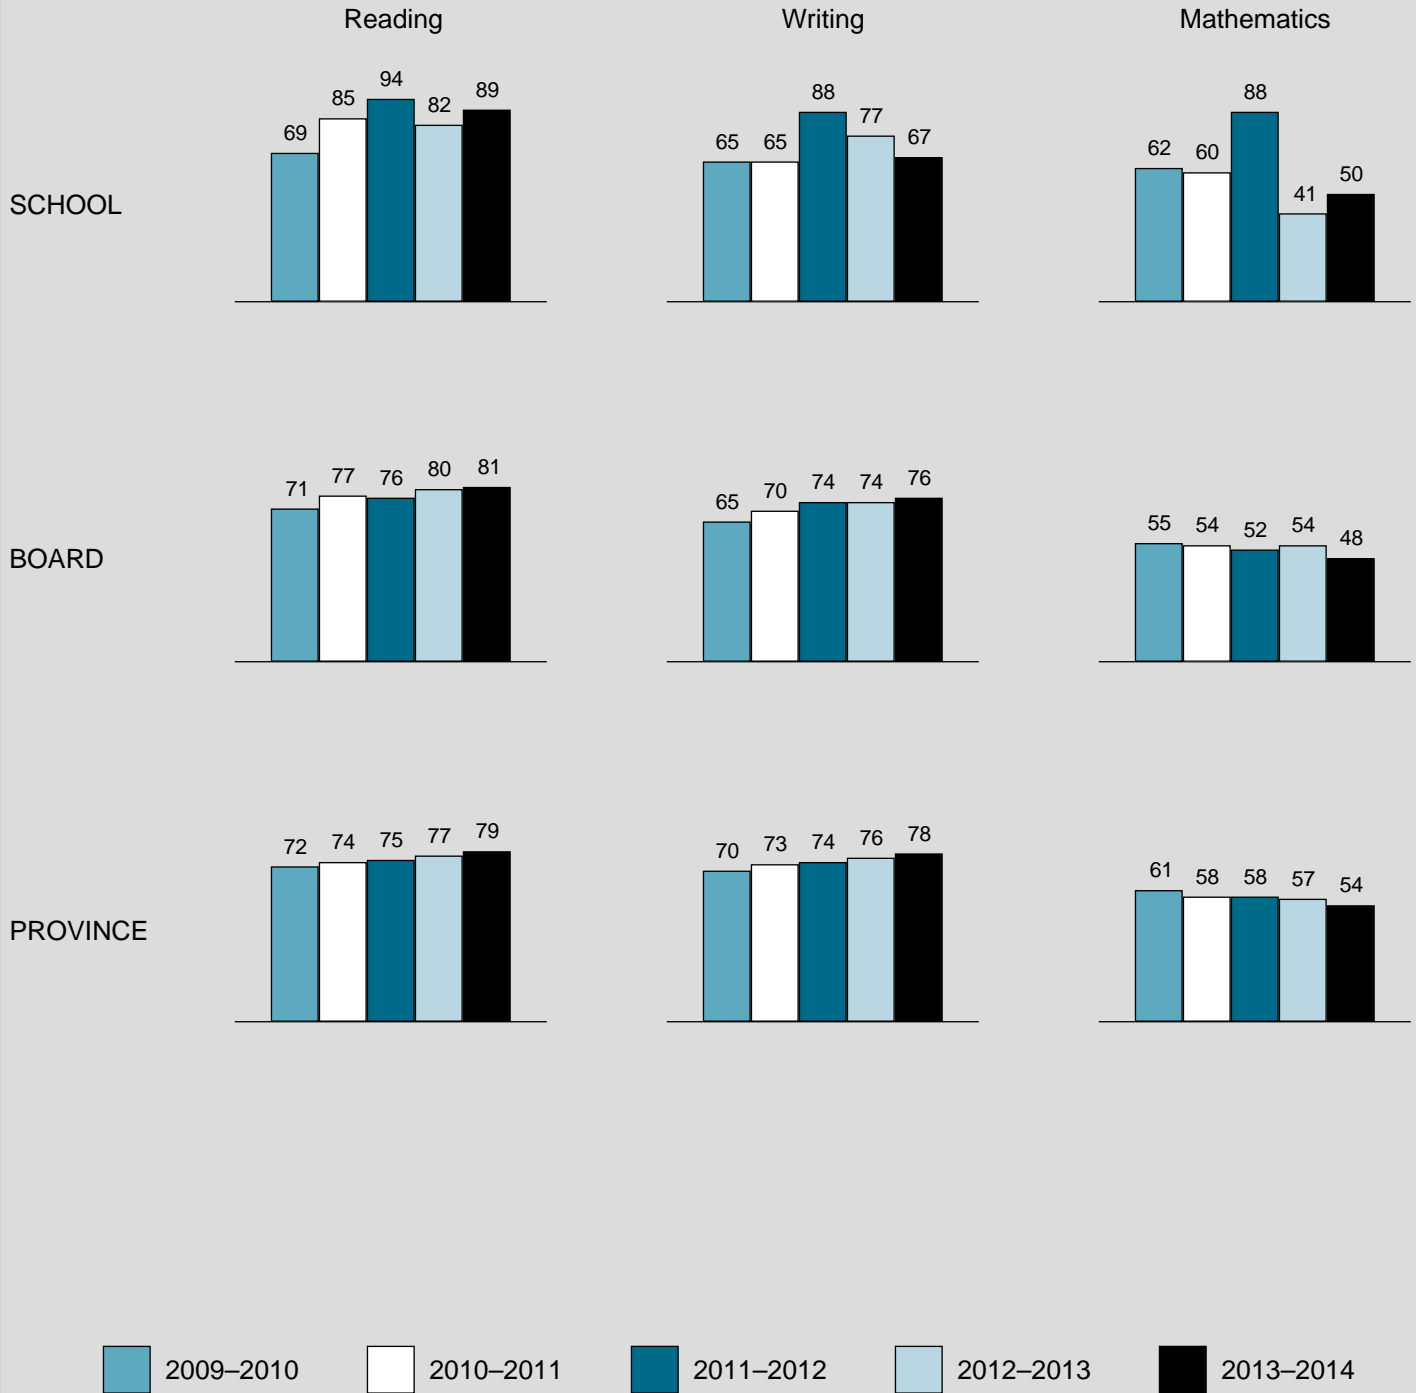 Reading Writing Mathematics
SCHOOL
69 85 94 82 89
65 65 88 77 67
62 60 88 41 50
BOARD
71 77 76 80 81
65 70 74 74 76
55 54 52 54 48
PROVINCE
72 74 75 77 79
70 73 74 76 78
61 58 58 57 54
2009–2010 2010–2011 2011–2012 2012–2013 2013–2014